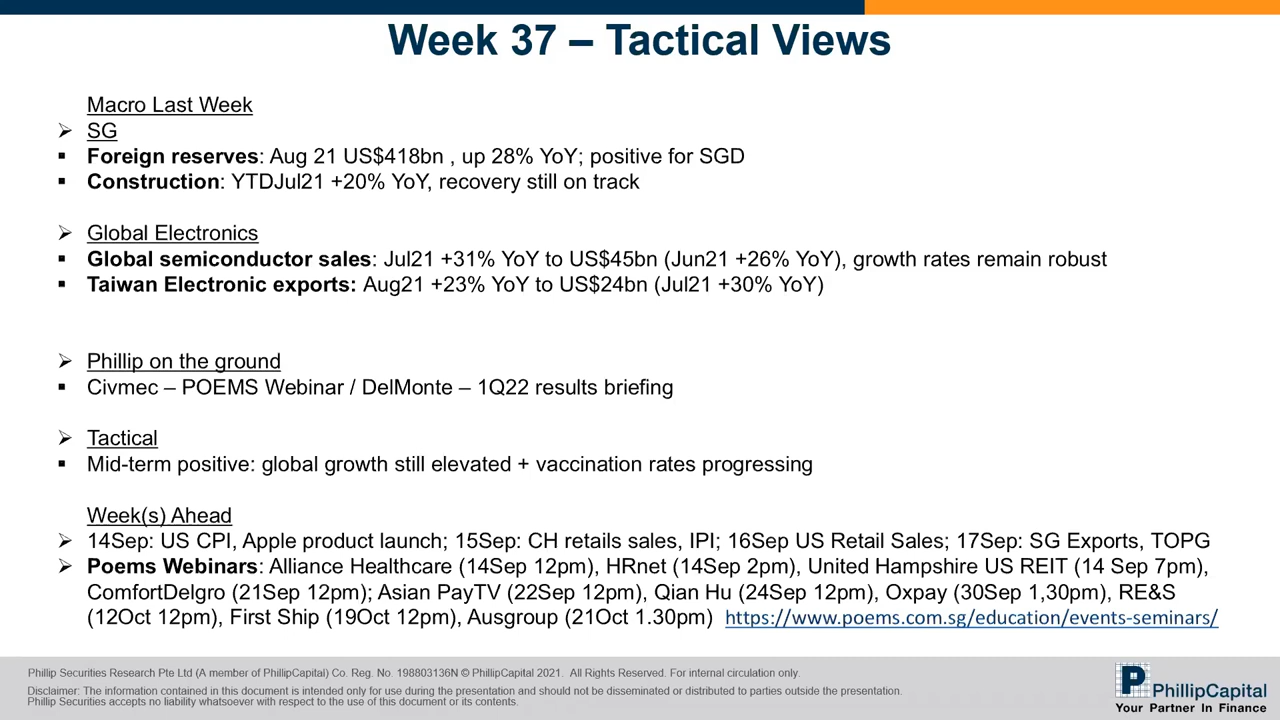 Week 37 – Tactical Views
Macro Last Week
➢ SG
▪ Foreign reserves: Aug 21 US$418bn , up 28% YoY; positive for SGD
▪ Construction: YTDJul21 +20% YoY, recovery still on track
➢ Global Electronics
▪ Global semiconductor sales: Jul21 +31% YoY to US$45bn (Jun21 +26% YoY), growth rates remain robust
▪ Taiwan Electronic exports: Aug21 +23% YoY to US$24bn (Jul21 +30% YoY)
➢ Phillip on the ground
▪ Civmec – POEMS Webinar / DelMonte – 1Q22 results briefing
➢ Tactical
▪ Mid-term positive: global growth still elevated + vaccination rates progressing
Week(s) Ahead
➢ 14Sep: US CPI, Apple product launch; 15Sep: CH retails sales, IPI; 16Sep US Retail Sales; 17Sep: SG Exports, TOPG
➢ Poems Webinars: Alliance Healthcare (14Sep 12pm), HRnet (14Sep 2pm), United Hampshire US REIT (14 Sep 7pm),
ComfortDelgro (21Sep 12pm); Asian PayTV (22Sep 12pm), Qian Hu (24Sep 12pm), Oxpay (30Sep 1,30pm), RE&S
(12Oct 12pm), First Ship (19Oct 12pm), Ausgroup (21Oct 1.30pm) https://www.poems.com.sg/education/events-seminars/
Phillip Securities Research Pte Ltd (A member of PhillipCapital) Co. Reg. No. 198803136N © PhillipCapital 2021. All Rights Reserved. For internal circulation only.
Disclaimer: The information contained in this document is intended only for use during the presentation and should not be disseminated or distributed to parties outside the presentation.
Phillip Securities accepts no liability whatsoever with respect to the use of this document or its contents.
PhillipCapital
Your Partner In Finance